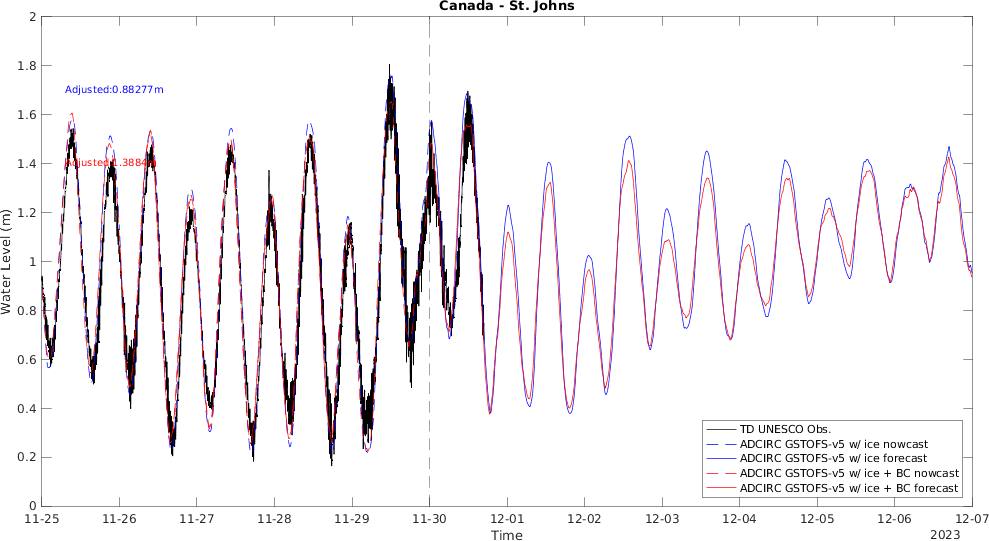 Canada - St. Johns
2
1.8
1.6
1.4
1.2
1
0.8
0.6
0.4
0.2
0
Water Level (m)
Adjusted:0.88277m
TD UNESCO Obs.
ADCIRC GSTOFS-v5 w/ ice nowcast
ADCIRC GSTOFS-v5 w/ ice forecast
ADCIRC GSTOFS-v5 w/ ice + BC nowcast
ADCIRC GSTOFS-v5 w/ ice + BC forecast
11-25 11-26 11-27 11-28 11-29 11-30 12-01 12-02 12-03 12-04 12-05 12-06 12-07
Time
2023